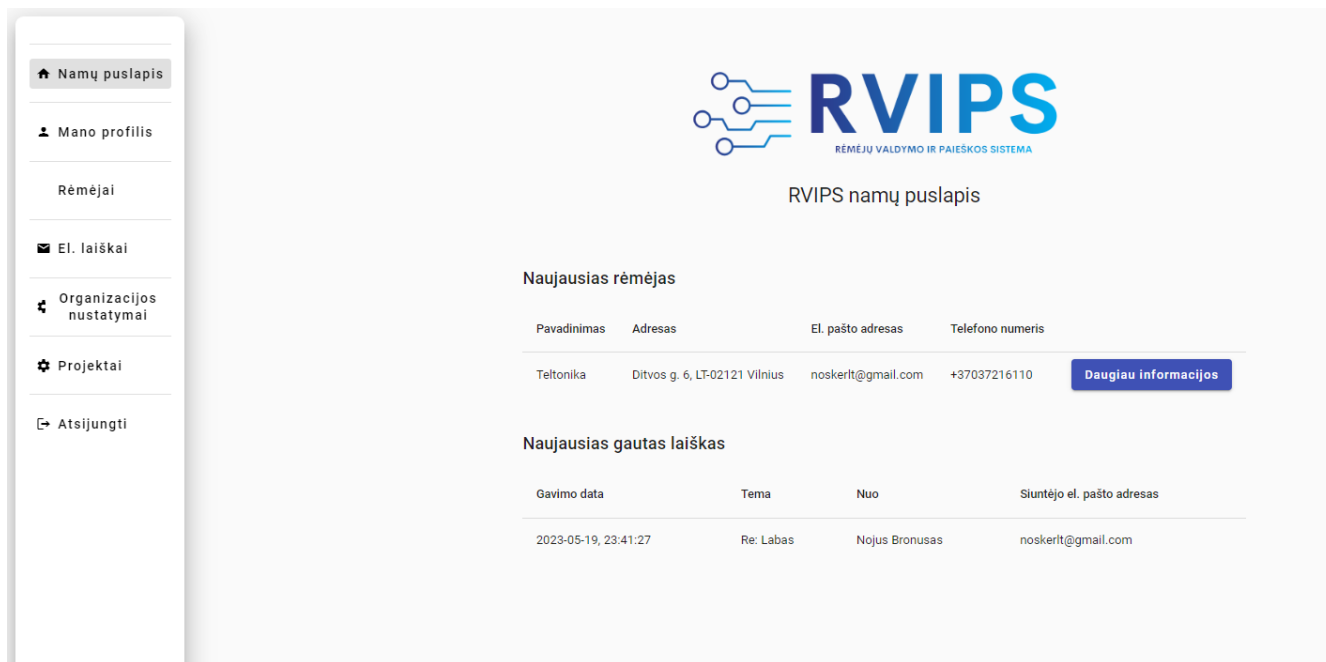 Namų puslapis
Mano profilis
Rėmėjai
El. laiškai
Organizacijos
nustatymai
Projektai
Atsijungti
RVIPS
RĖMĖJŲ VALDYMO IR PAIEŠKOS SISTEMA
RVIPS namų puslapis
Naujausias rėmėjas
Pavadinimas Adresas El. pašto adresas Telefono numeris
Teltonika Ditvos g. 6, LT-02121 Vilnius noskerlt@gmail.com +37037216110 Daugiau informacijos
Naujausias gautas laiškas
Gavimo data Tema Nuo Siuntėjo el. pašto adresas
2023-05-19, 23:41:27 Re: Labas Nojus Bronusas noskerlt@gmail.com